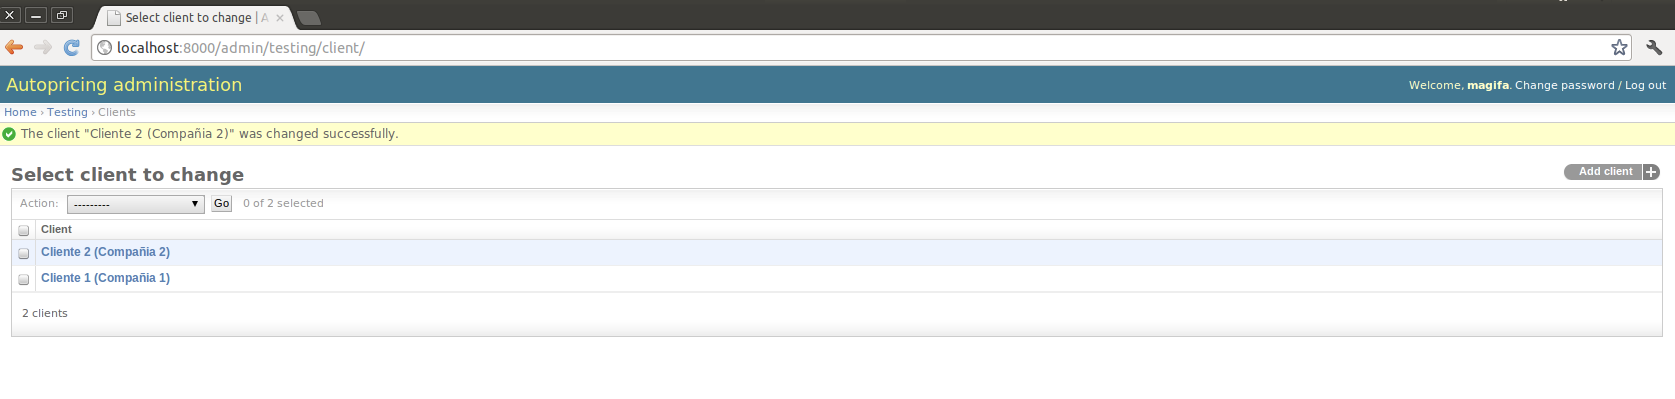 Select client to change | A
localhost:8000/admin/testing/client/
Autopricing administration
Welcome, magifa. Change password / Log out
Home › Testing › Clients
The client "Cliente 2 (Compañia 2)" was changed successfully.
Select client to change
Add client
Action: --------- Go 0 of 2 selected
Client
Cliente 2 (Compañia 2)
Cliente 1 (Compañia 1)
2 clients